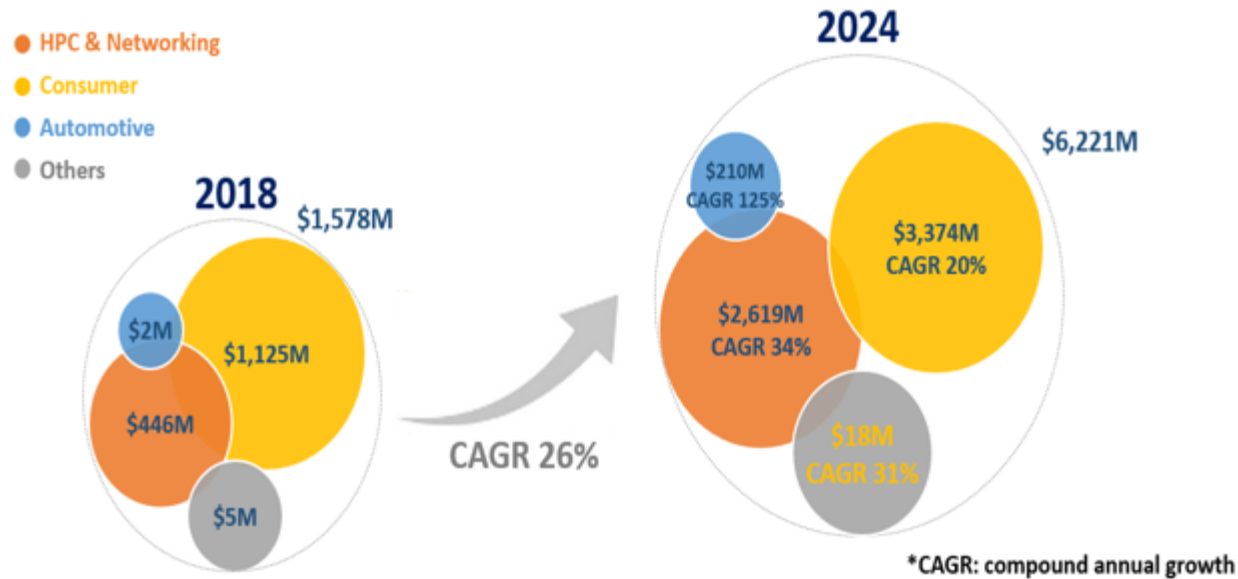 HPC & Networking
Consumer
Automotive
Others
2018
$1,578M
$2M
$1,125M
$446M
$5M
CAGR 26%
2024
$6,221M
$210M
CAGR 125%
$3,374M
CAGR 20%
$2,619M
CAGR 34%
$18M
CAGR 31%
*CAGR: compound annual growth